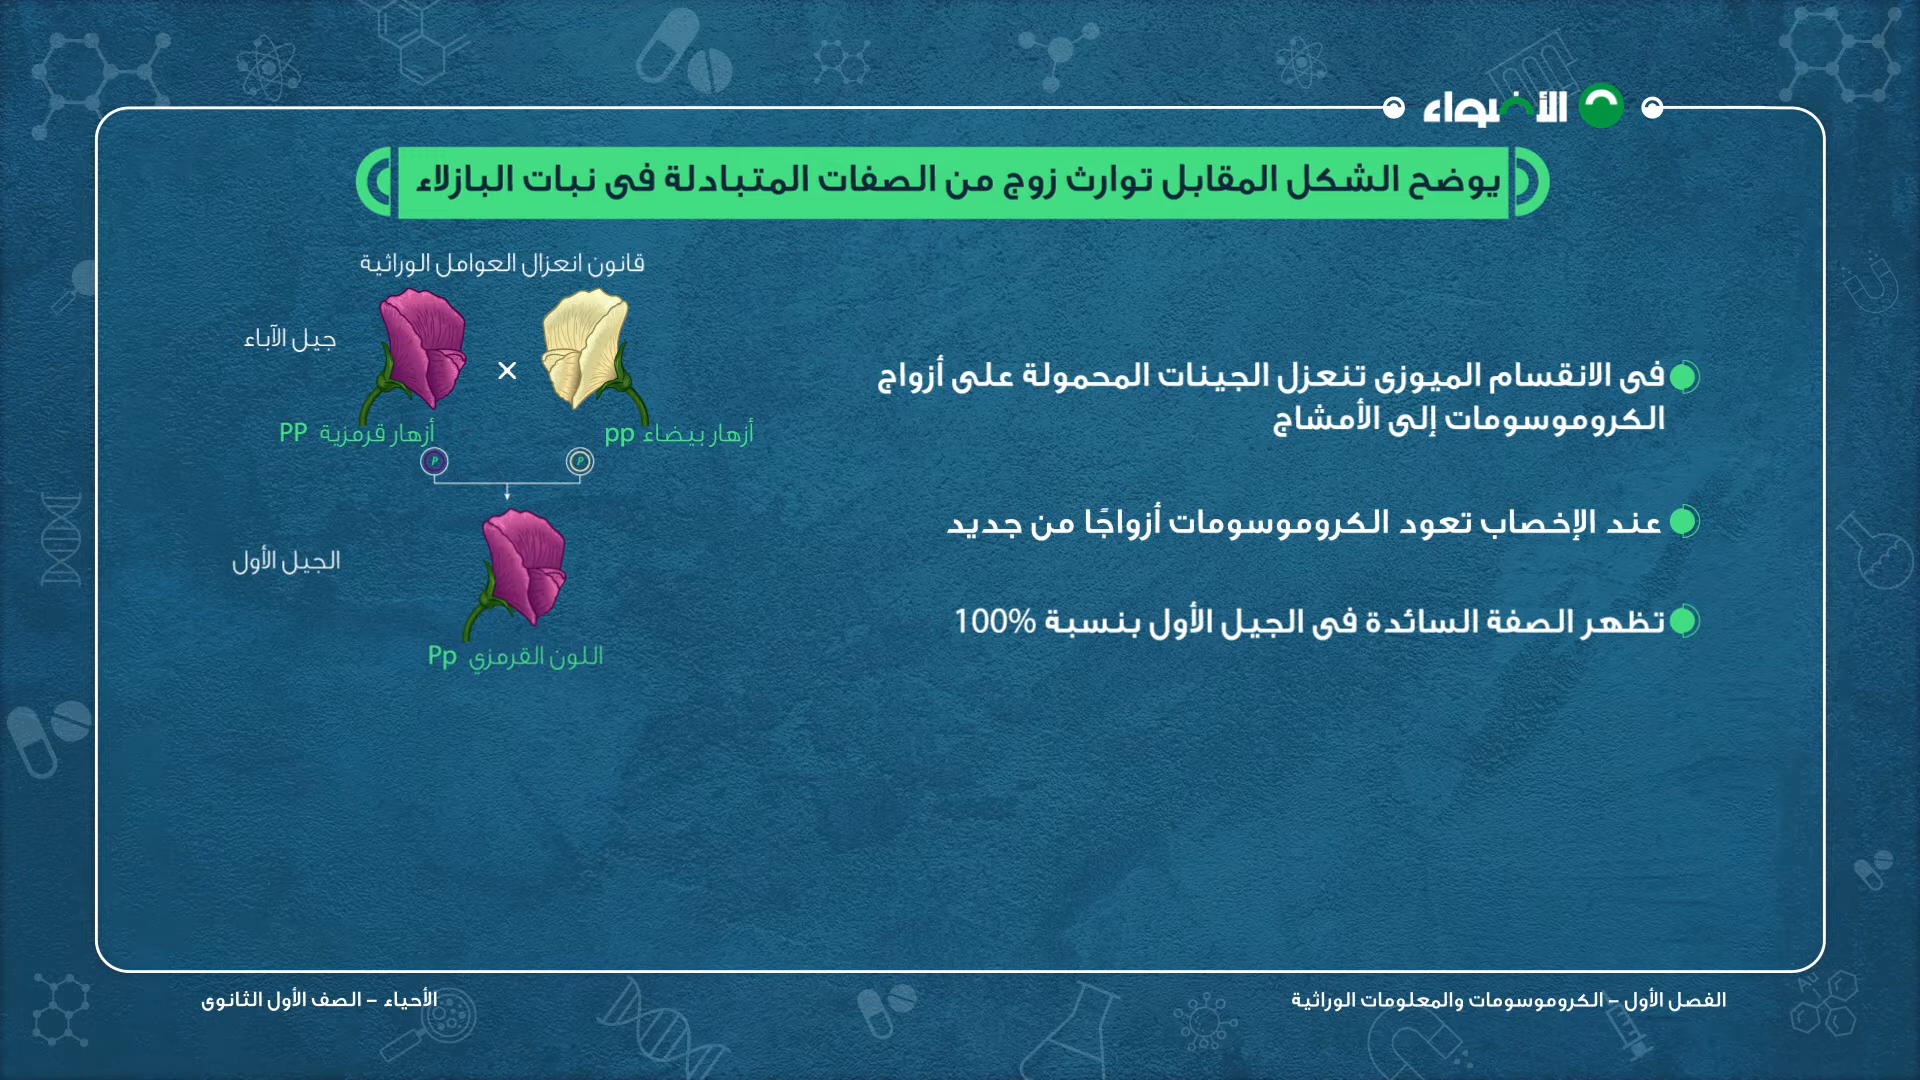 الأضواء
يوضح الشكل المقابل توارث زوج من الصفات المتبادلة فى نبات البازلاء
قانون انعزال العوامل الوراثية
جيل الآباء
×
أزهار قرمزية PP
أزهار بيضاء pp
P
P
الجيل الأول
اللون القرمزي Pp
فى الانقسام الميوزى تنعزل الجينات المحمولة على أزواج
الكروموسومات إلى الأمشاج
عند الإخصاب تعود الكروموسومات أزواجًا من جديد
تظهر الصفة السائدة فى الجيل الأول بنسبة 100%
الفصل الأول – الكروموسومات والمعلومات الوراثية
الأحياء – الصف الأول الثانوى